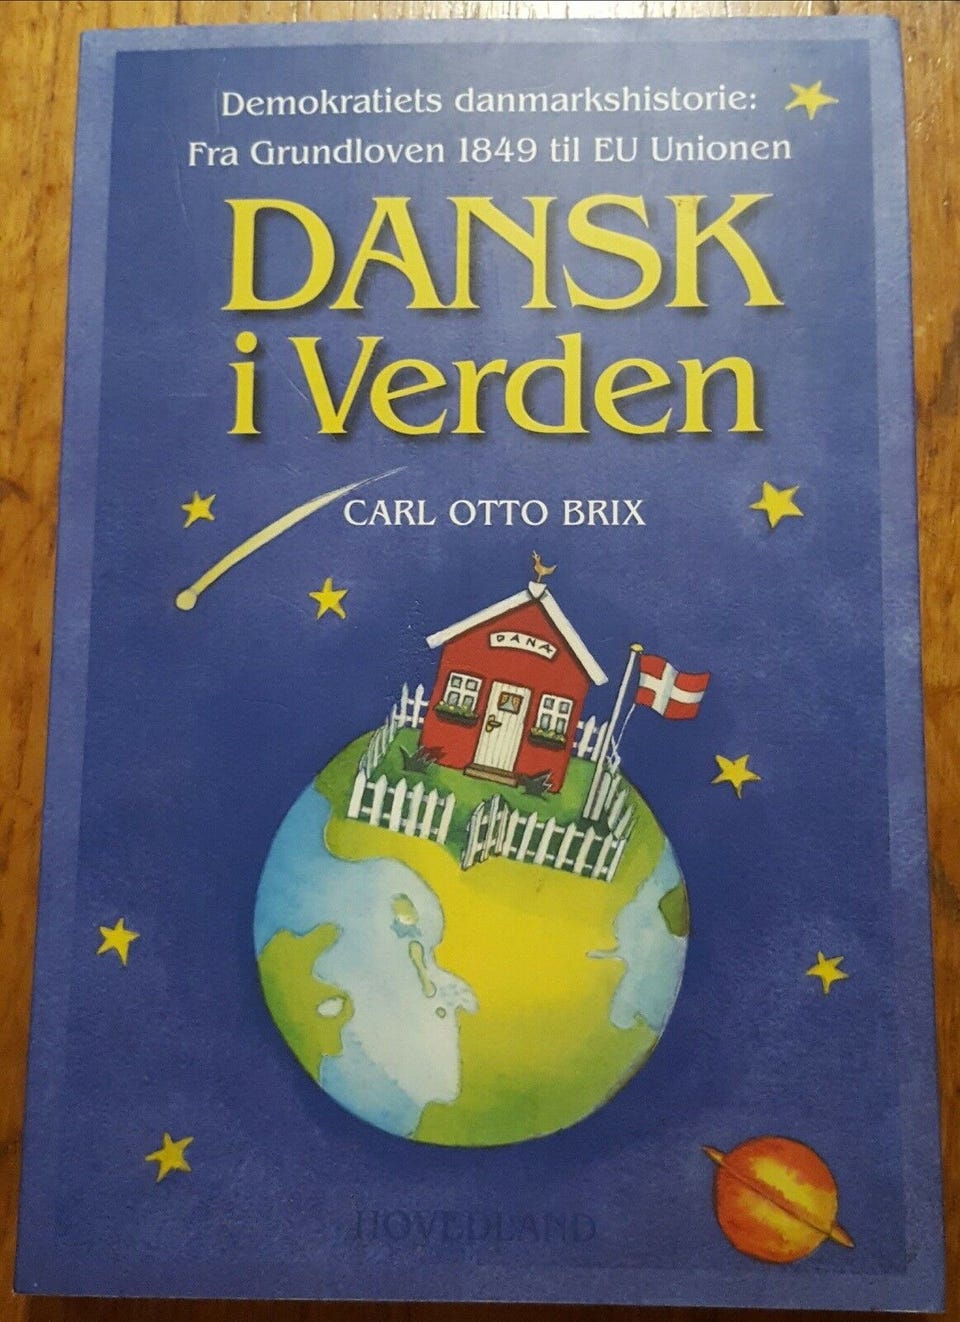 Demokratiets danmarkshistorie:
Fra Grundloven 1849 til EU Unionen
DANSK
i Verden
CARL OTTO BRIX
DANA
HOVEDLAND